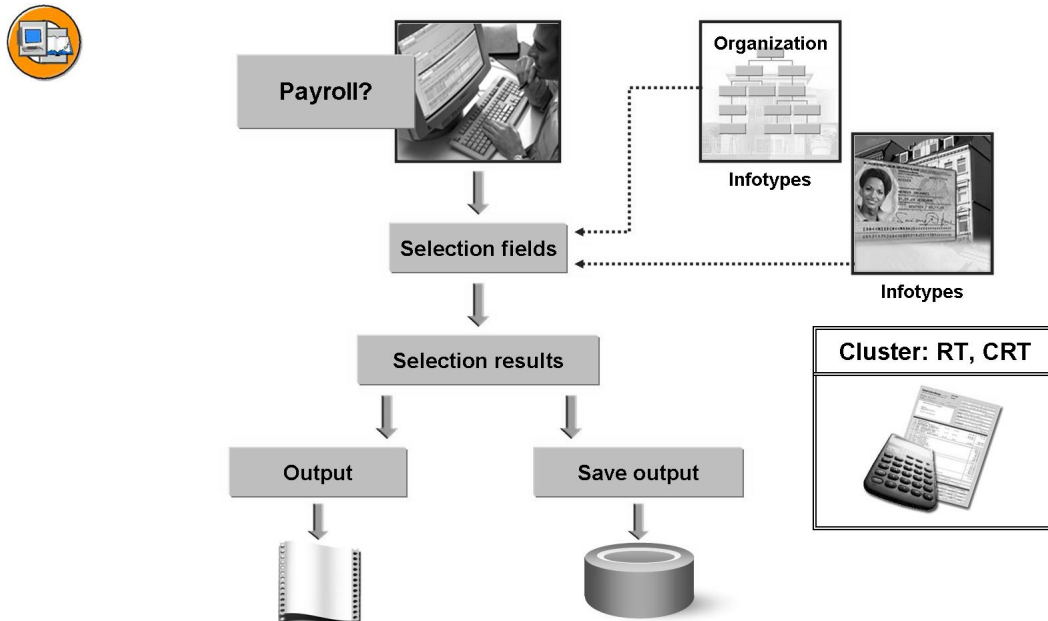 Payroll?
Organization
Infotypes
Selection fields
Infotypes
Selection results
Cluster: RT, CRT
Output
Save output